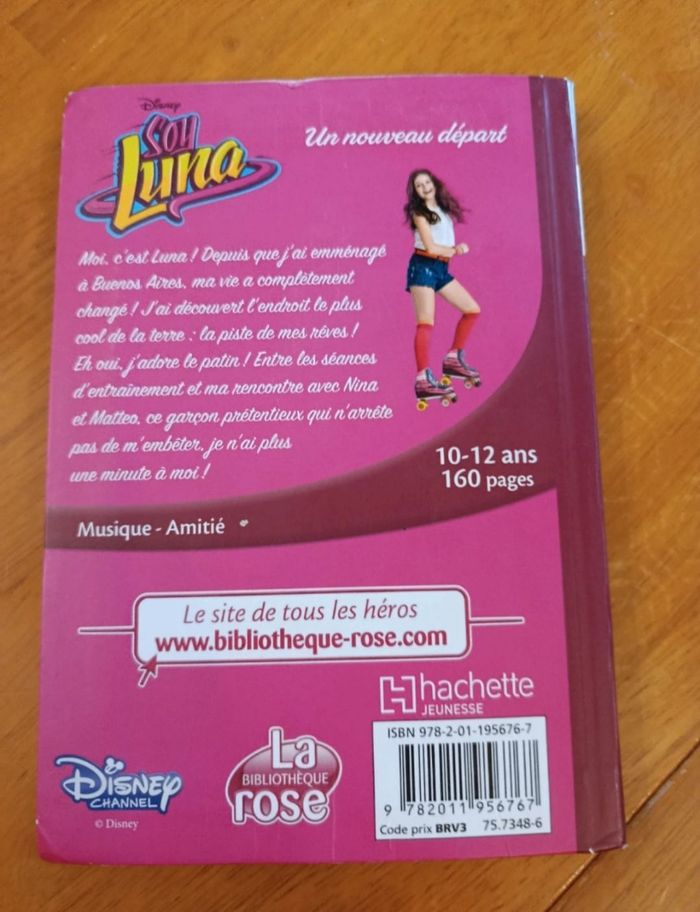 Disney
SOY
Luna
Un nouveau départ
Moi, c'est Luna ! Depuis que j'ai emménagé
à Buenos Aires, ma vie a complètement
changé ! J'ai découvert l'endroit le plus
cool de la terre : la piste de mes rêves !
Eh oui, j'adore le patin ! Entre les séances
d'entraînement et ma rencontre avec Nina
et Matteo, ce garçon prétentieux qui n'arrête
pas de m'embêter, je n'ai plus
une minute à moi !
10-12 ans
160 pages
Musique - Amitié
Le site de tous les héros
www.bibliotheque-rose.com
hachette
JEUNESSE
ISBN 978-2-01-195676-7
9 782011 956767
Code prix BRV3 75.7348-6
La
BIBLIOTHÈQUE
rose
Disney
CHANNEL
© Disney